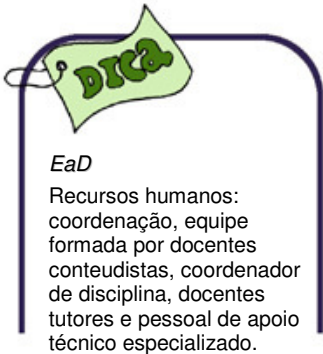 DICA
EaD
Recursos humanos:
coordenação, equipe
formada por docentes
conteudistas, coordenador
de disciplina, docentes
tutores e pessoal de apoio
técnico especializado.